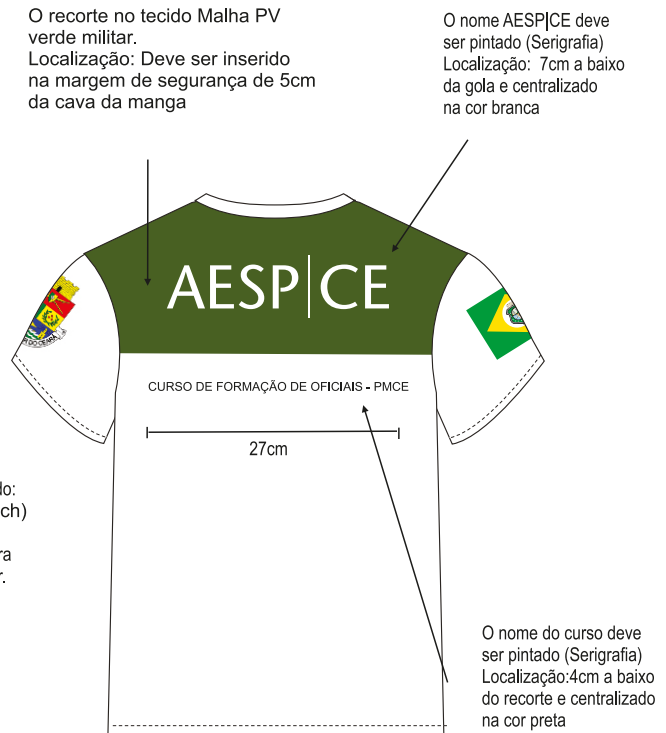 O recorte no tecido Malha PV
verde militar.
Localização: Deve ser inserido
na margem de segurança de 5cm
da cava da manga
O nome AESP|CE deve
ser pintado (Serigrafia)
Localização: 7cm a baixo
da gola e centralizado
na cor branca
AESP|CE
CURSO DE FORMAÇÃO DE OFICIAIS - PMCE
27cm
do:
ch)
ra
r.
O nome do curso deve
ser pintado (Serigrafia)
Localização:4cm a baixo
do recorte e centralizado
na cor preta